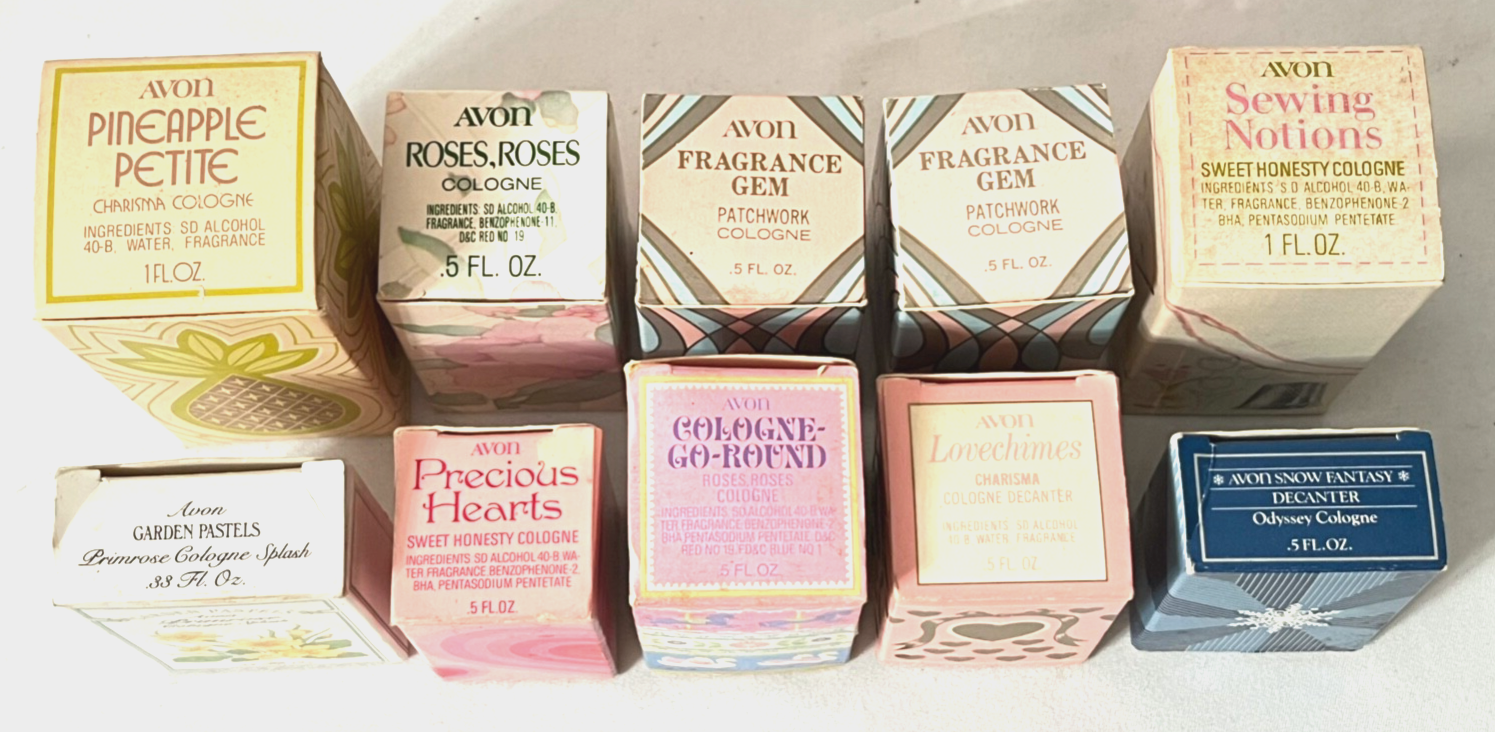 AVON
PINEAPPLE
PETITE
CHARISMA COLOGNE
INGREDIENTS SD ALCOHOL
40-B, WATER, FRAGRANCE
1 FL.OZ.
AVON
ROSES, ROSES
COLOGNE
INGREDIENTS: SD ALCOHOL 40-B,
FRAGRANCE, BENZOPHENONE-11,
D&C RED NO 19
.5 FL. OZ.
AVON
FRAGRANCE
GEM
PATCHWORK
COLOGNE
.5 FL. OZ.
AVON
FRAGRANCE
GEM
PATCHWORK
COLOGNE
.5 FL. OZ.
AVON
Sewing
Notions
SWEET HONESTY COLOGNE
INGREDIENTS: S D ALCOHOL 40-B, WA-
TER, FRAGRANCE, BENZOPHENONE-2
BHA, PENTASODIUM PENTETATE
1 FL. OZ.
Avon
GARDEN PASTELS
Primrose Cologne Splash
.33 Fl. Oz.
AVON
Precious
Hearts
SWEET HONESTY COLOGNE
INGREDIENTS SD ALCOHOL 40-B, WA-
TER FRAGRANCE, BENZOPHENONE-2,
BHA, PENTASODIUM PENTETATE
.5 FL.OZ.
AVON
COLOGNE-
GO-ROUND
ROSES, ROSES
COLOGNE
INGREDIENTS, SD ALCOHOL 40-B WA-
TER FRAGRANCE BENZOPHENONE-2
BHA PENTASODIUM PENTETATE, D&C
RED NO 19, FD&C BLUE NO 1
.5 FL.OZ.
AVON
Lovechimes
CHARISMA
COLOGNE DECANTER
INGREDIENTS: SD ALCOHOL
40-B WATER FRAGRANCE
.5 FL.OZ.
❄ AVON SNOW FANTASY ❄
DECANTER
Odyssey Cologne
.5 FL.OZ.